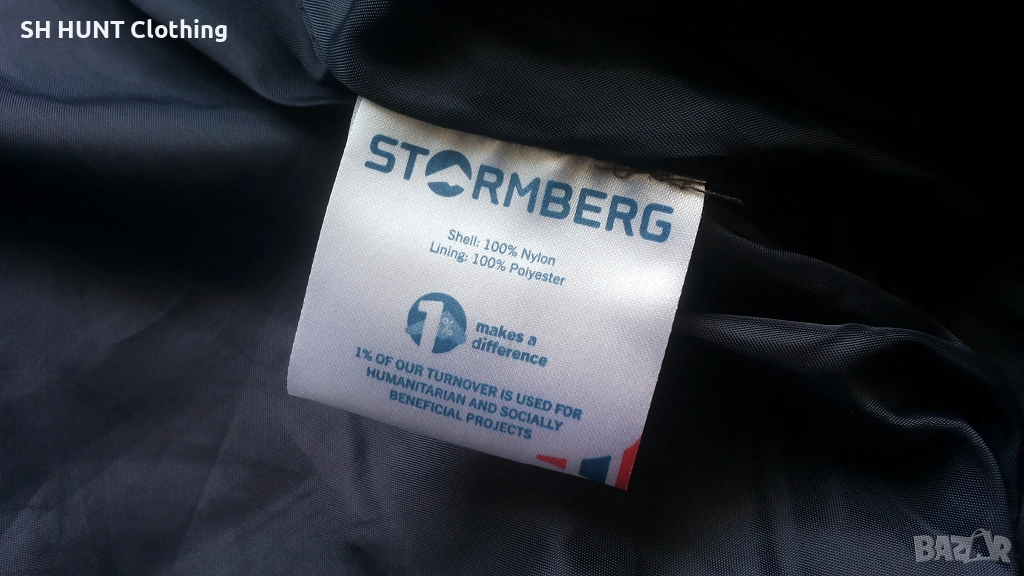 SH HUNT Clothing
STORMBERG
Shell: 100% Nylon
Lining: 100% Polyester
1%
makes a
difference
1% OF OUR TURNOVER IS USED FOR
HUMANITARIAN AND SOCIALLY
BENEFICIAL PROJECTS
BAZAR